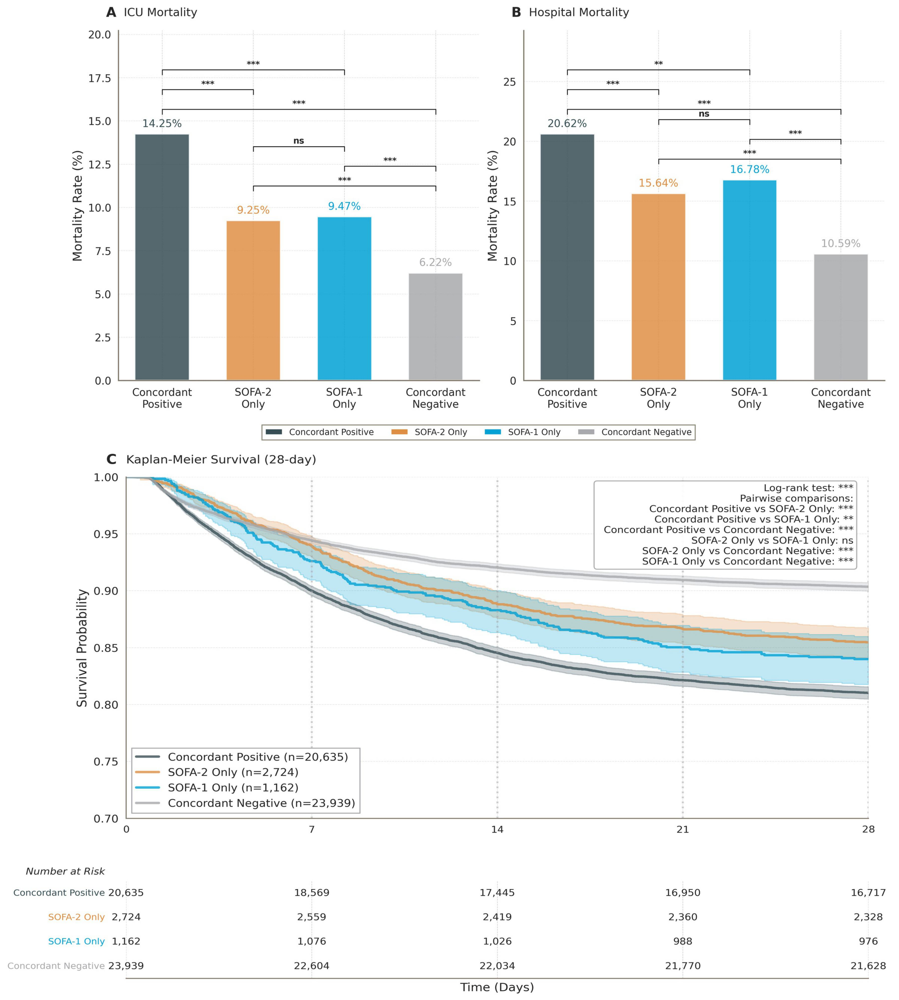 A ICU Mortality
Mortality Rate (%)
20.0
17.5
15.0
12.5
10.0
7.5
5.0
2.5
0.0
***
***
***
ns
***
***
14.25%
9.25%
9.47%
6.22%
Concordant Positive
SOFA-2 Only
SOFA-1 Only
Concordant Negative
B Hospital Mortality
Mortality Rate (%)
25
20
15
10
5
0
**
***
***
ns
***
***
20.62%
15.64%
16.78%
10.59%
Concordant Positive
SOFA-2 Only
SOFA-1 Only
Concordant Negative
Concordant Positive SOFA-2 Only SOFA-1 Only Concordant Negative
C Kaplan-Meier Survival (28-day)
Survival Probability
1.00
0.95
0.90
0.85
0.80
0.75
0.70
Log-rank test: ***
Pairwise comparisons:
Concordant Positive vs SOFA-2 Only: ***
Concordant Positive vs SOFA-1 Only: **
Concordant Positive vs Concordant Negative: ***
SOFA-2 Only vs SOFA-1 Only: ns
SOFA-2 Only vs Concordant Negative: ***
SOFA-1 Only vs Concordant Negative: ***
Concordant Positive (n=20,635)
SOFA-2 Only (n=2,724)
SOFA-1 Only (n=1,162)
Concordant Negative (n=23,939)
0 7 14 21 28
Number at Risk
Concordant Positive 20,635 18,569 17,445 16,950 16,717
SOFA-2 Only 2,724 2,559 2,419 2,360 2,328
SOFA-1 Only 1,162 1,076 1,026 988 976
Concordant Negative 23,939 22,604 22,034 21,770 21,628
Time (Days)